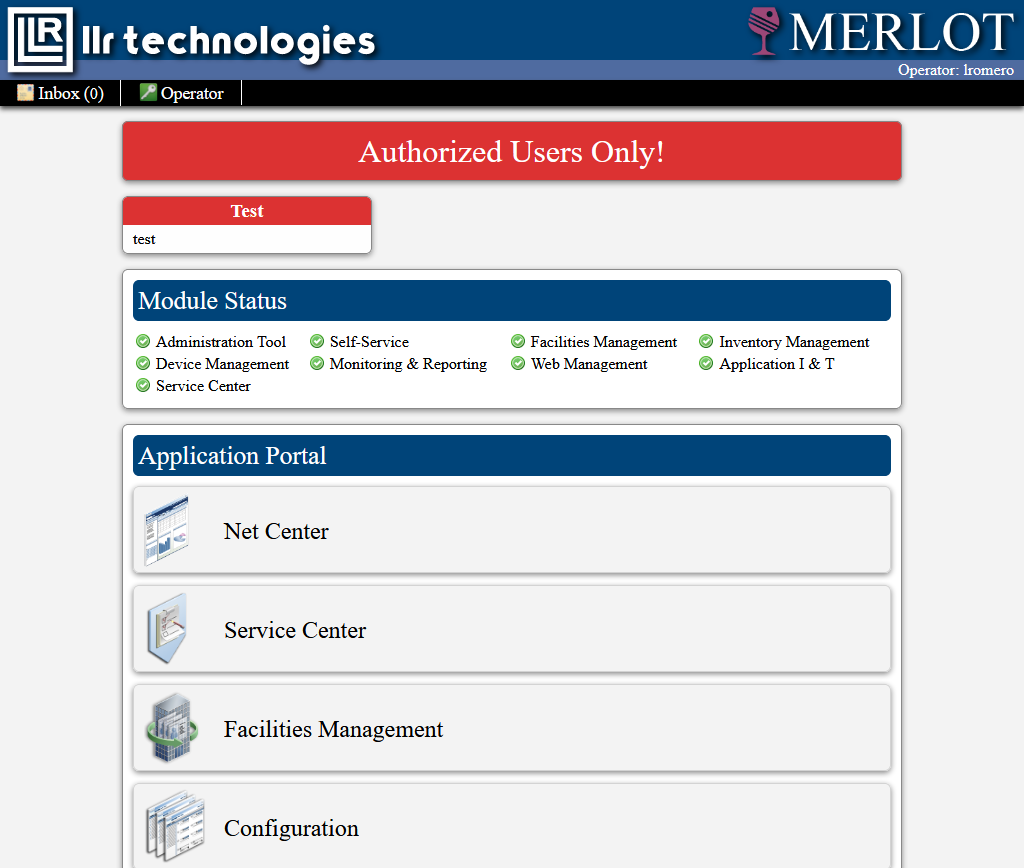 LLR llr technologies
MERLOT
Operator: lromero
Inbox (0) Operator
Authorized Users Only!
Test
test
Module Status
Administration Tool Self-Service Facilities Management Inventory Management
Device Management Monitoring & Reporting Web Management Application I & T
Service Center
Application Portal
Net Center
Service Center
Facilities Management
Configuration